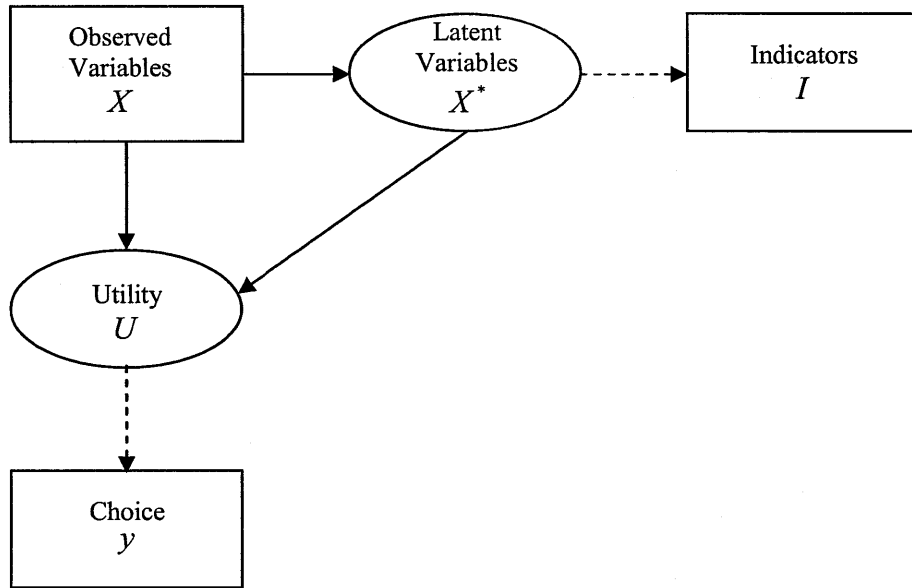 Observed
Variables
X
Latent
Variables
X*
Indicators
I
Utility
U
Choice
y